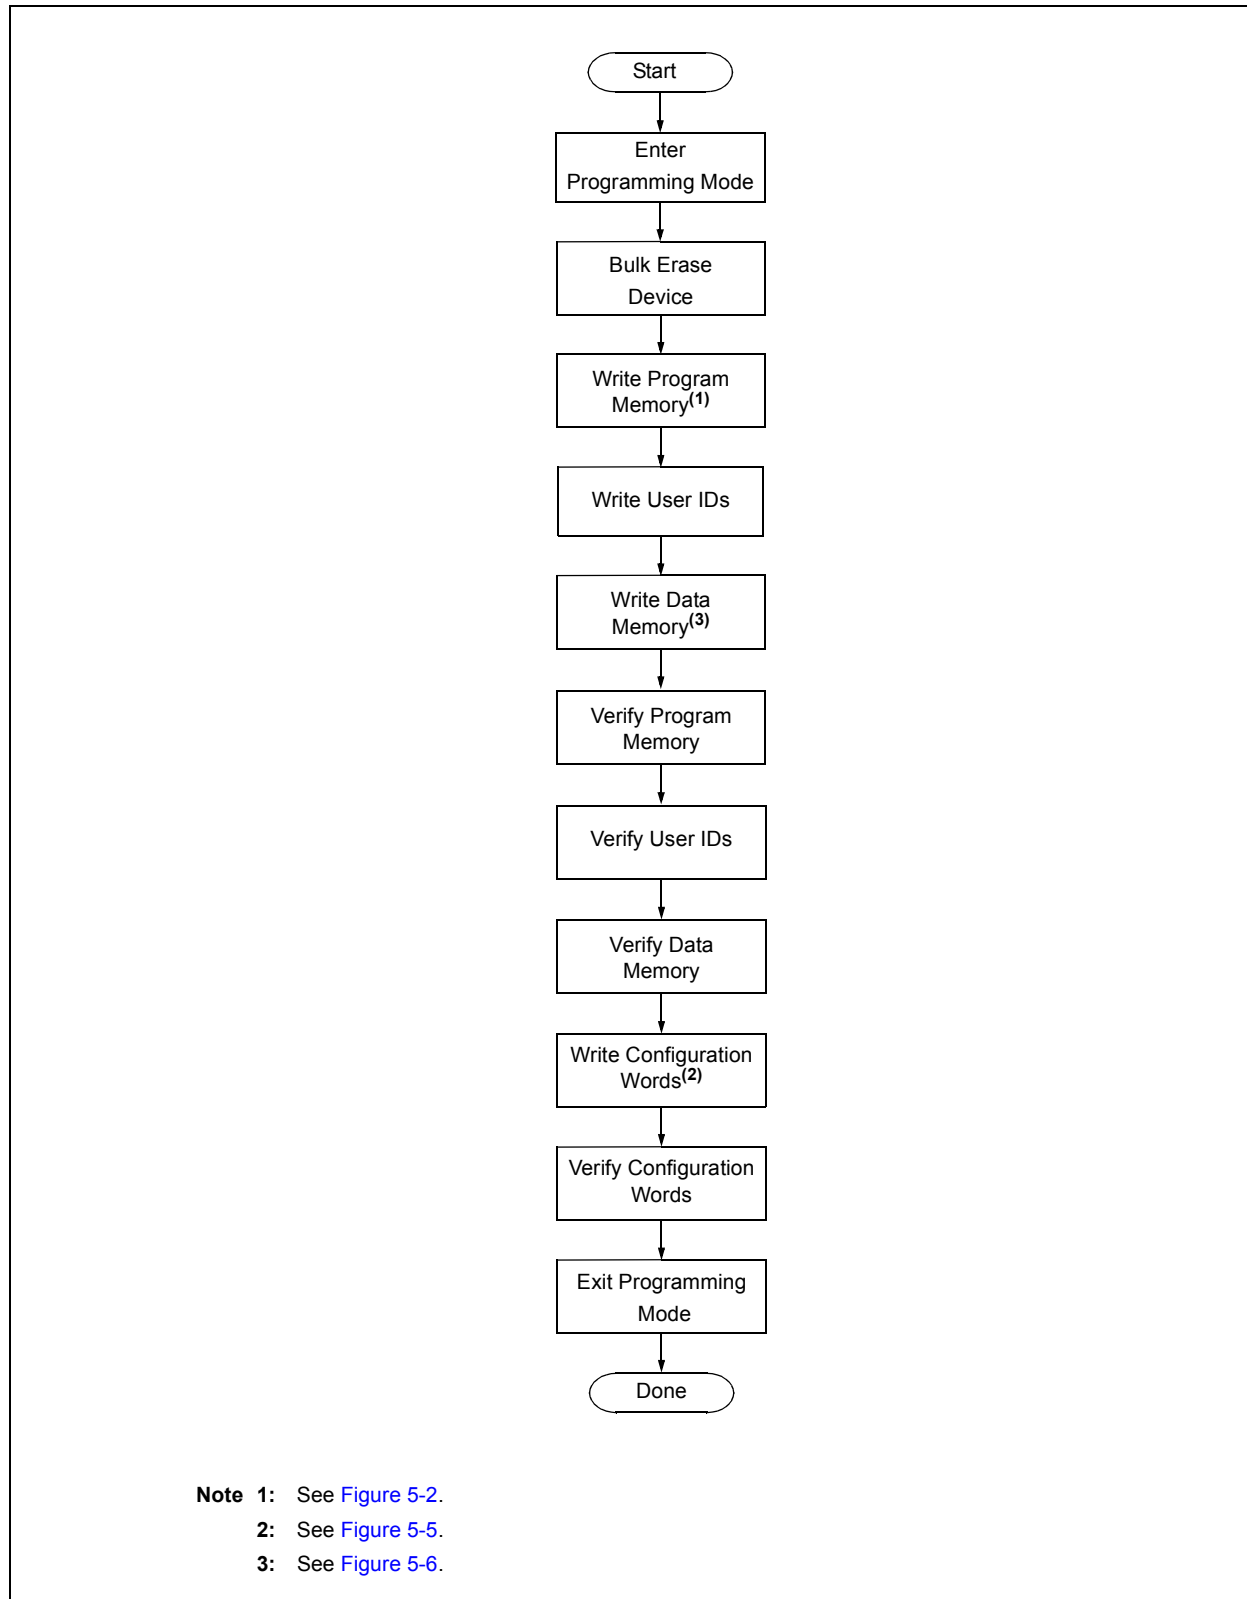 Start
Enter
Programming Mode
Bulk Erase
Device
Write Program
Memory(1)
Write User IDs
Write Data
Memory(3)
Verify Program
Memory
Verify User IDs
Verify Data
Memory
Write Configuration
Words(2)
Verify Configuration
Words
Exit Programming
Mode
Done
Note 1: See Figure 5-2.
2: See Figure 5-5.
3: See Figure 5-6.